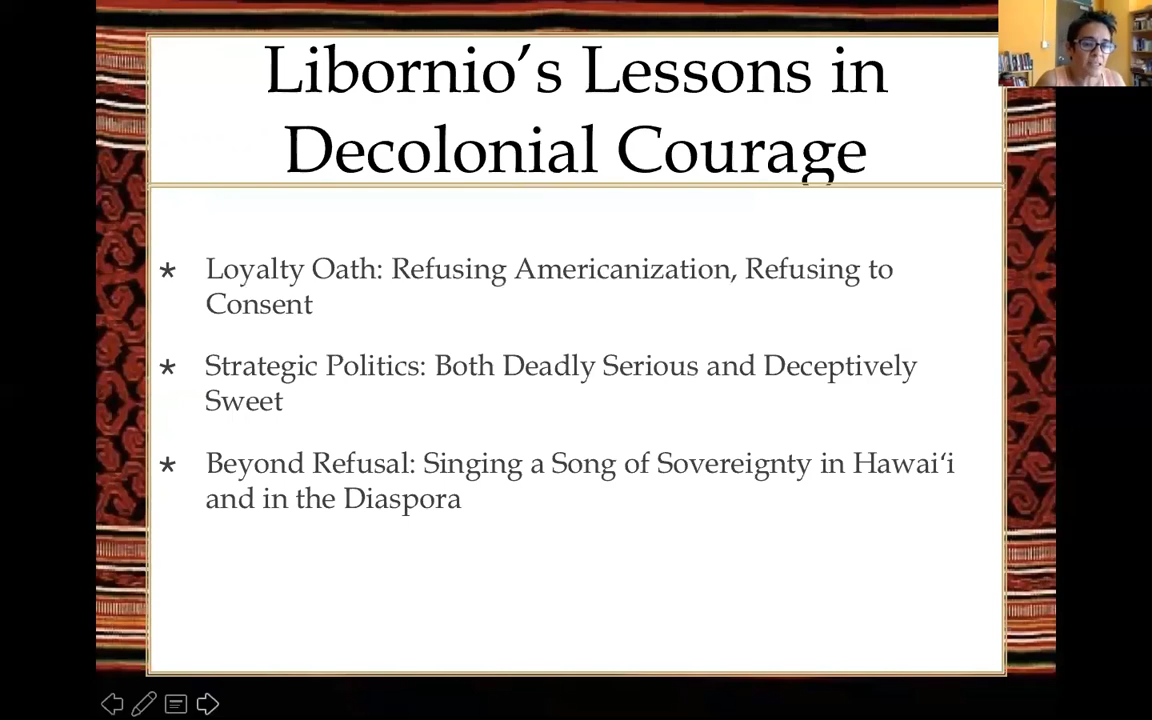 Libornio’s Lessons in
Decolonial Courage
* Loyalty Oath: Refusing Americanization, Refusing to
Consent
* Strategic Politics: Both Deadly Serious and Deceptively
Sweet
* Beyond Refusal: Singing a Song of Sovereignty in Hawai‘i
and in the Diaspora